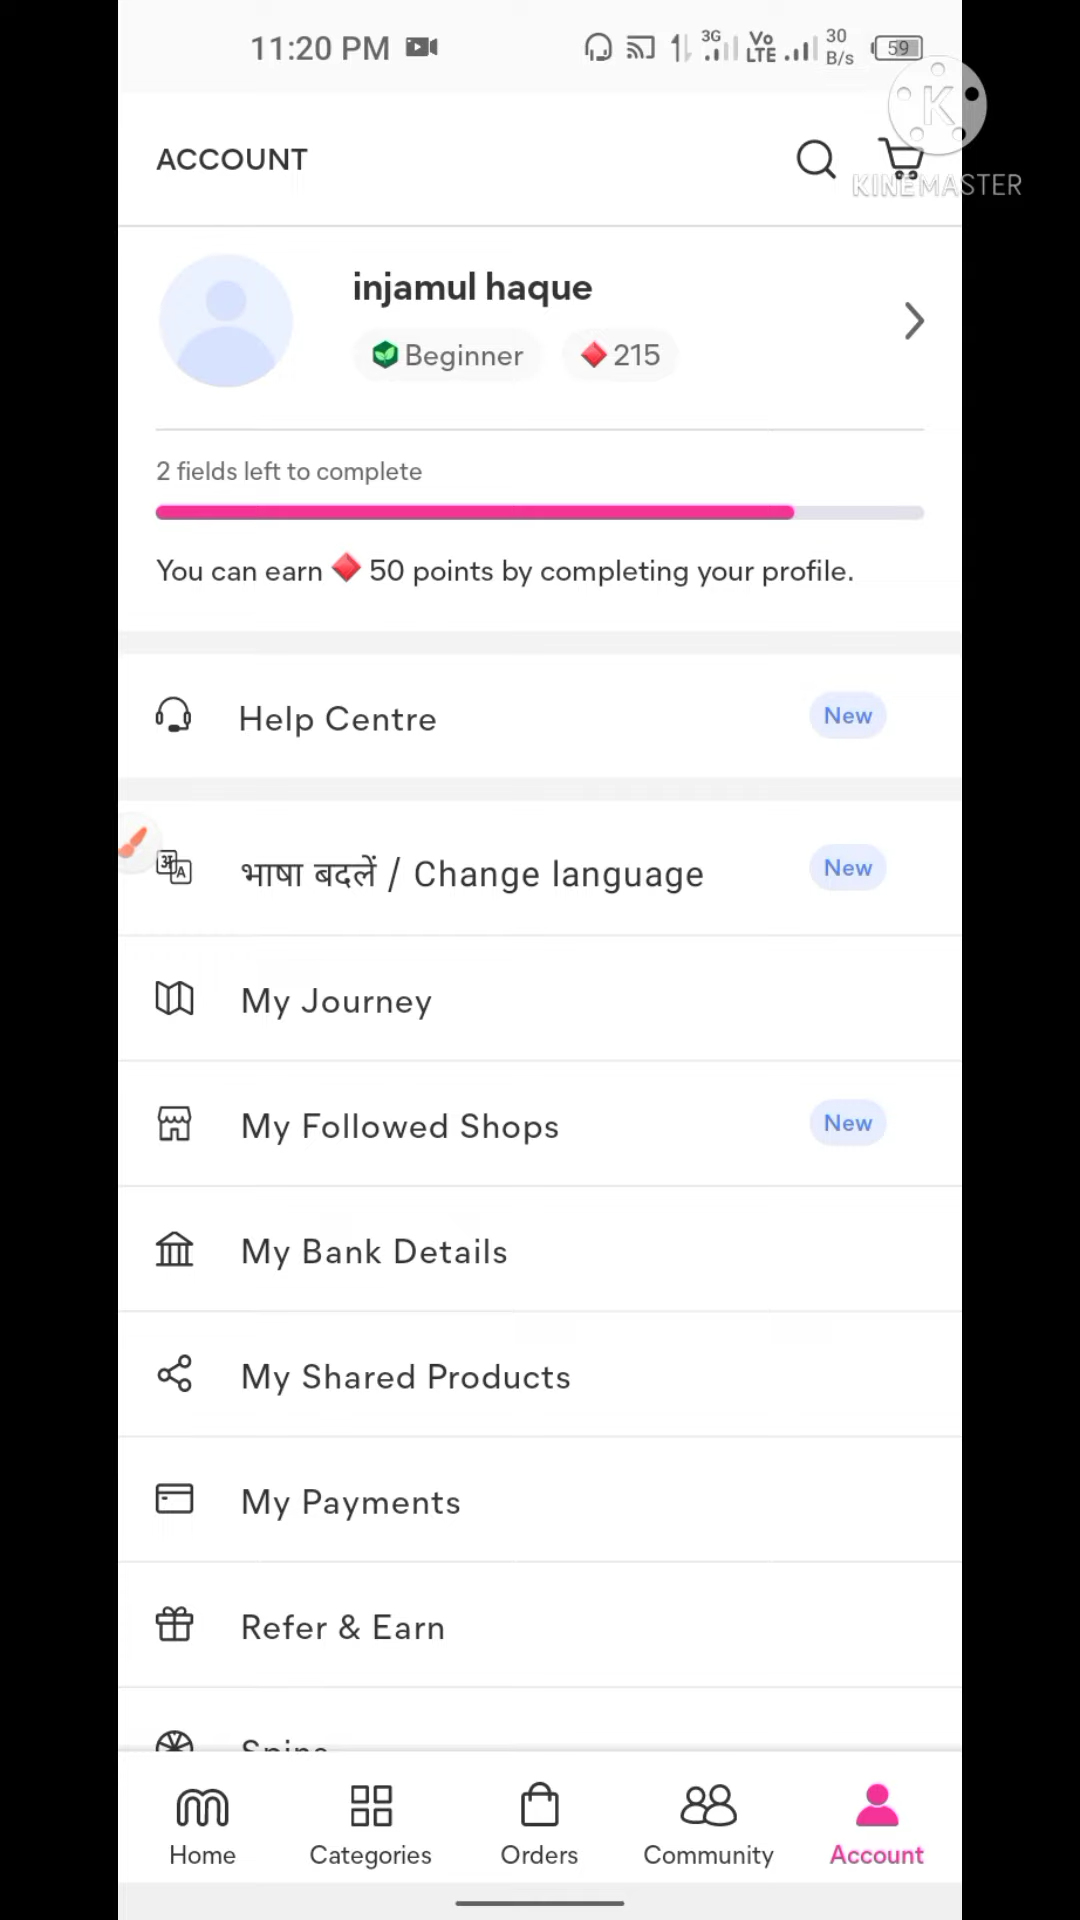 11:20 PM 3G Vo LTE 30 B/s 59
K
KINEMASTER
ACCOUNT
injamul haque
Beginner 215
2 fields left to complete
You can earn 50 points by completing your profile.
Help Centre New
भाषा बदलें / Change language New
My Journey
My Followed Shops New
My Bank Details
My Shared Products
My Payments
Refer & Earn
Spins
Home Categories Orders Community Account